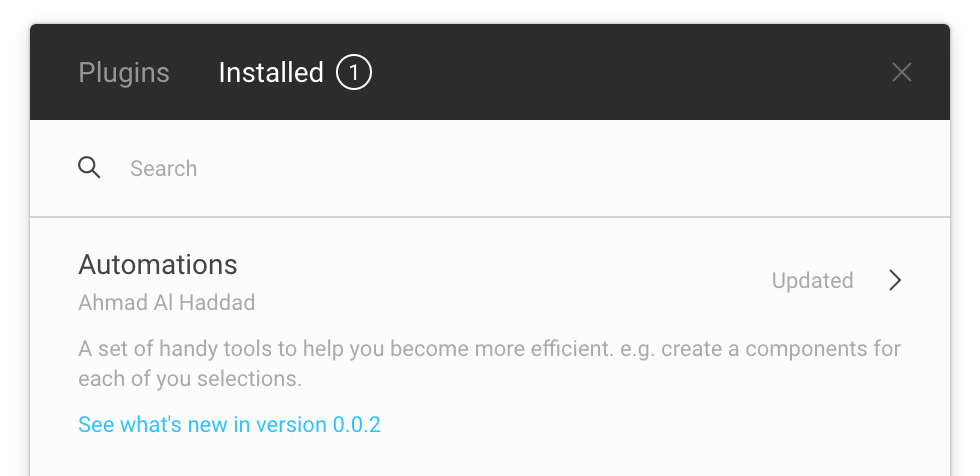 Plugins Installed 1
Search
Automations
Updated
Ahmad Al Haddad
A set of handy tools to help you become more efficient. e.g. create a components for
each of you selections.
See what's new in version 0.0.2